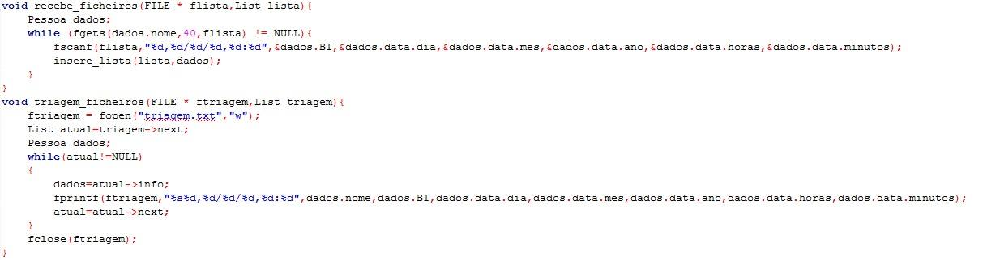 void recebe_ficheiros(FILE * flista,List lista){
Pessoa dados;
while (fgets(dados.nome,40,flista) != NULL){
fscanf(flista,"%d,%d/%d/%d,%d:%d",&dados.BI,&dados.data.dia,&dados.data.mes,&dados.data.ano,&dados.data.horas,&dados.data.minutos);
insere_lista(lista,dados);
}
}
void triagem_ficheiros(FILE * ftriagem,List triagem){
ftriagem = fopen("triagem.txt","w");
List atual=triagem->next;
Pessoa dados;
while(atual!=NULL)
{
dados=atual->info;
fprintf(ftriagem,"%s%d,%d/%d/%d,%d:%d",dados.nome,dados.BI,dados.data.dia,dados.data.mes,dados.data.ano,dados.data.horas,dados.data.minutos);
atual=atual->next;
}
fclose(ftriagem);
}